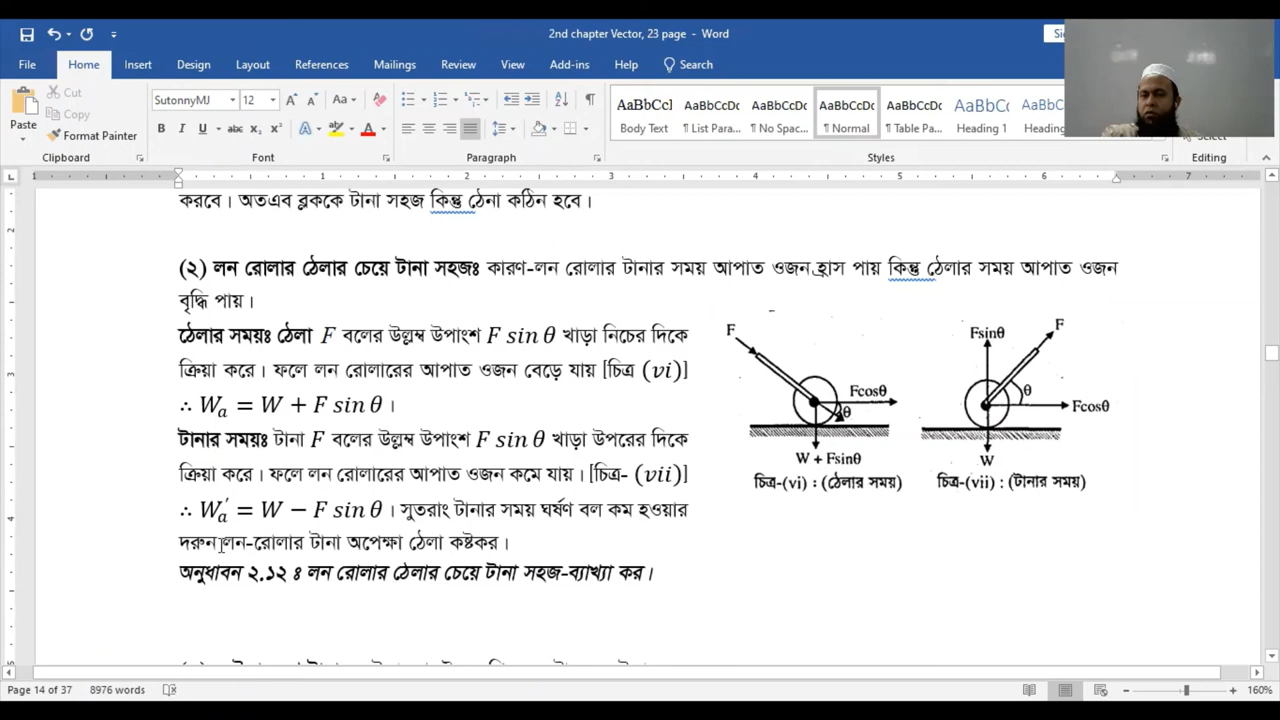 2nd chapter Vector, 23 page - Word
File Home Insert Design Layout References Mailings Review View Add-ins Help Search
Paste
Cut
Copy
Format Painter
SutonnyMJ 12
AaBbCcI AaBbCcDc AaBbCcDc AaBbCcDc AaBbCcDc AaBbCcD
Body Text ¶ List Para... ¶ No Spac... ¶ Normal ¶ Table Pa... Heading 1 Heading
Clipboard Font Paragraph Styles Editing
করবে। অতএব ব্লককে টানা সহজ কিন্তু ঠেনা কঠিন হবে।
(২) লন রোলার ঠেলার চেয়ে টানা সহজঃ কারণ-লন রোলার টানার সময় আপাত ওজন হ্রাস পায় কিন্তু ঠেলার সময় আপাত ওজন
বৃদ্ধি পায়।
ঠেলার সময়ঃ ঠেলা F বলের উল্লম্ব উপাংশ F sin θ খাড়া নিচের দিকে
ক্রিয়া করে। ফলে লন রোলারের আপাত ওজন বেড়ে যায় [চিত্র (vi)]
∴ Wₐ = W + F sin θ।
টানার সময়ঃ টানা F বলের উল্লম্ব উপাংশ F sin θ খাড়া উপরের দিকে
ক্রিয়া করে। ফলে লন রোলারের আপাত ওজন কমে যায়। [চিত্র- (vii)]
∴ Wₐ′ = W − F sin θ। সুতরাং টানার সময় ঘর্ষণ বল কম হওয়ার
দরুন লন-রোলার টানা অপেক্ষা ঠেলা কষ্টকর।
অনুধাবন ২.১২ ঃ লন রোলার ঠেলার চেয়ে টানা সহজ-ব্যাখ্যা কর।
F
Fcosθ
θ
W + Fsinθ
চিত্র-(vi) : (ঠেলার সময়)
Fsinθ
F
θ
Fcosθ
W
চিত্র-(vii) : (টানার সময়)
Page 14 of 37 8976 words 160%